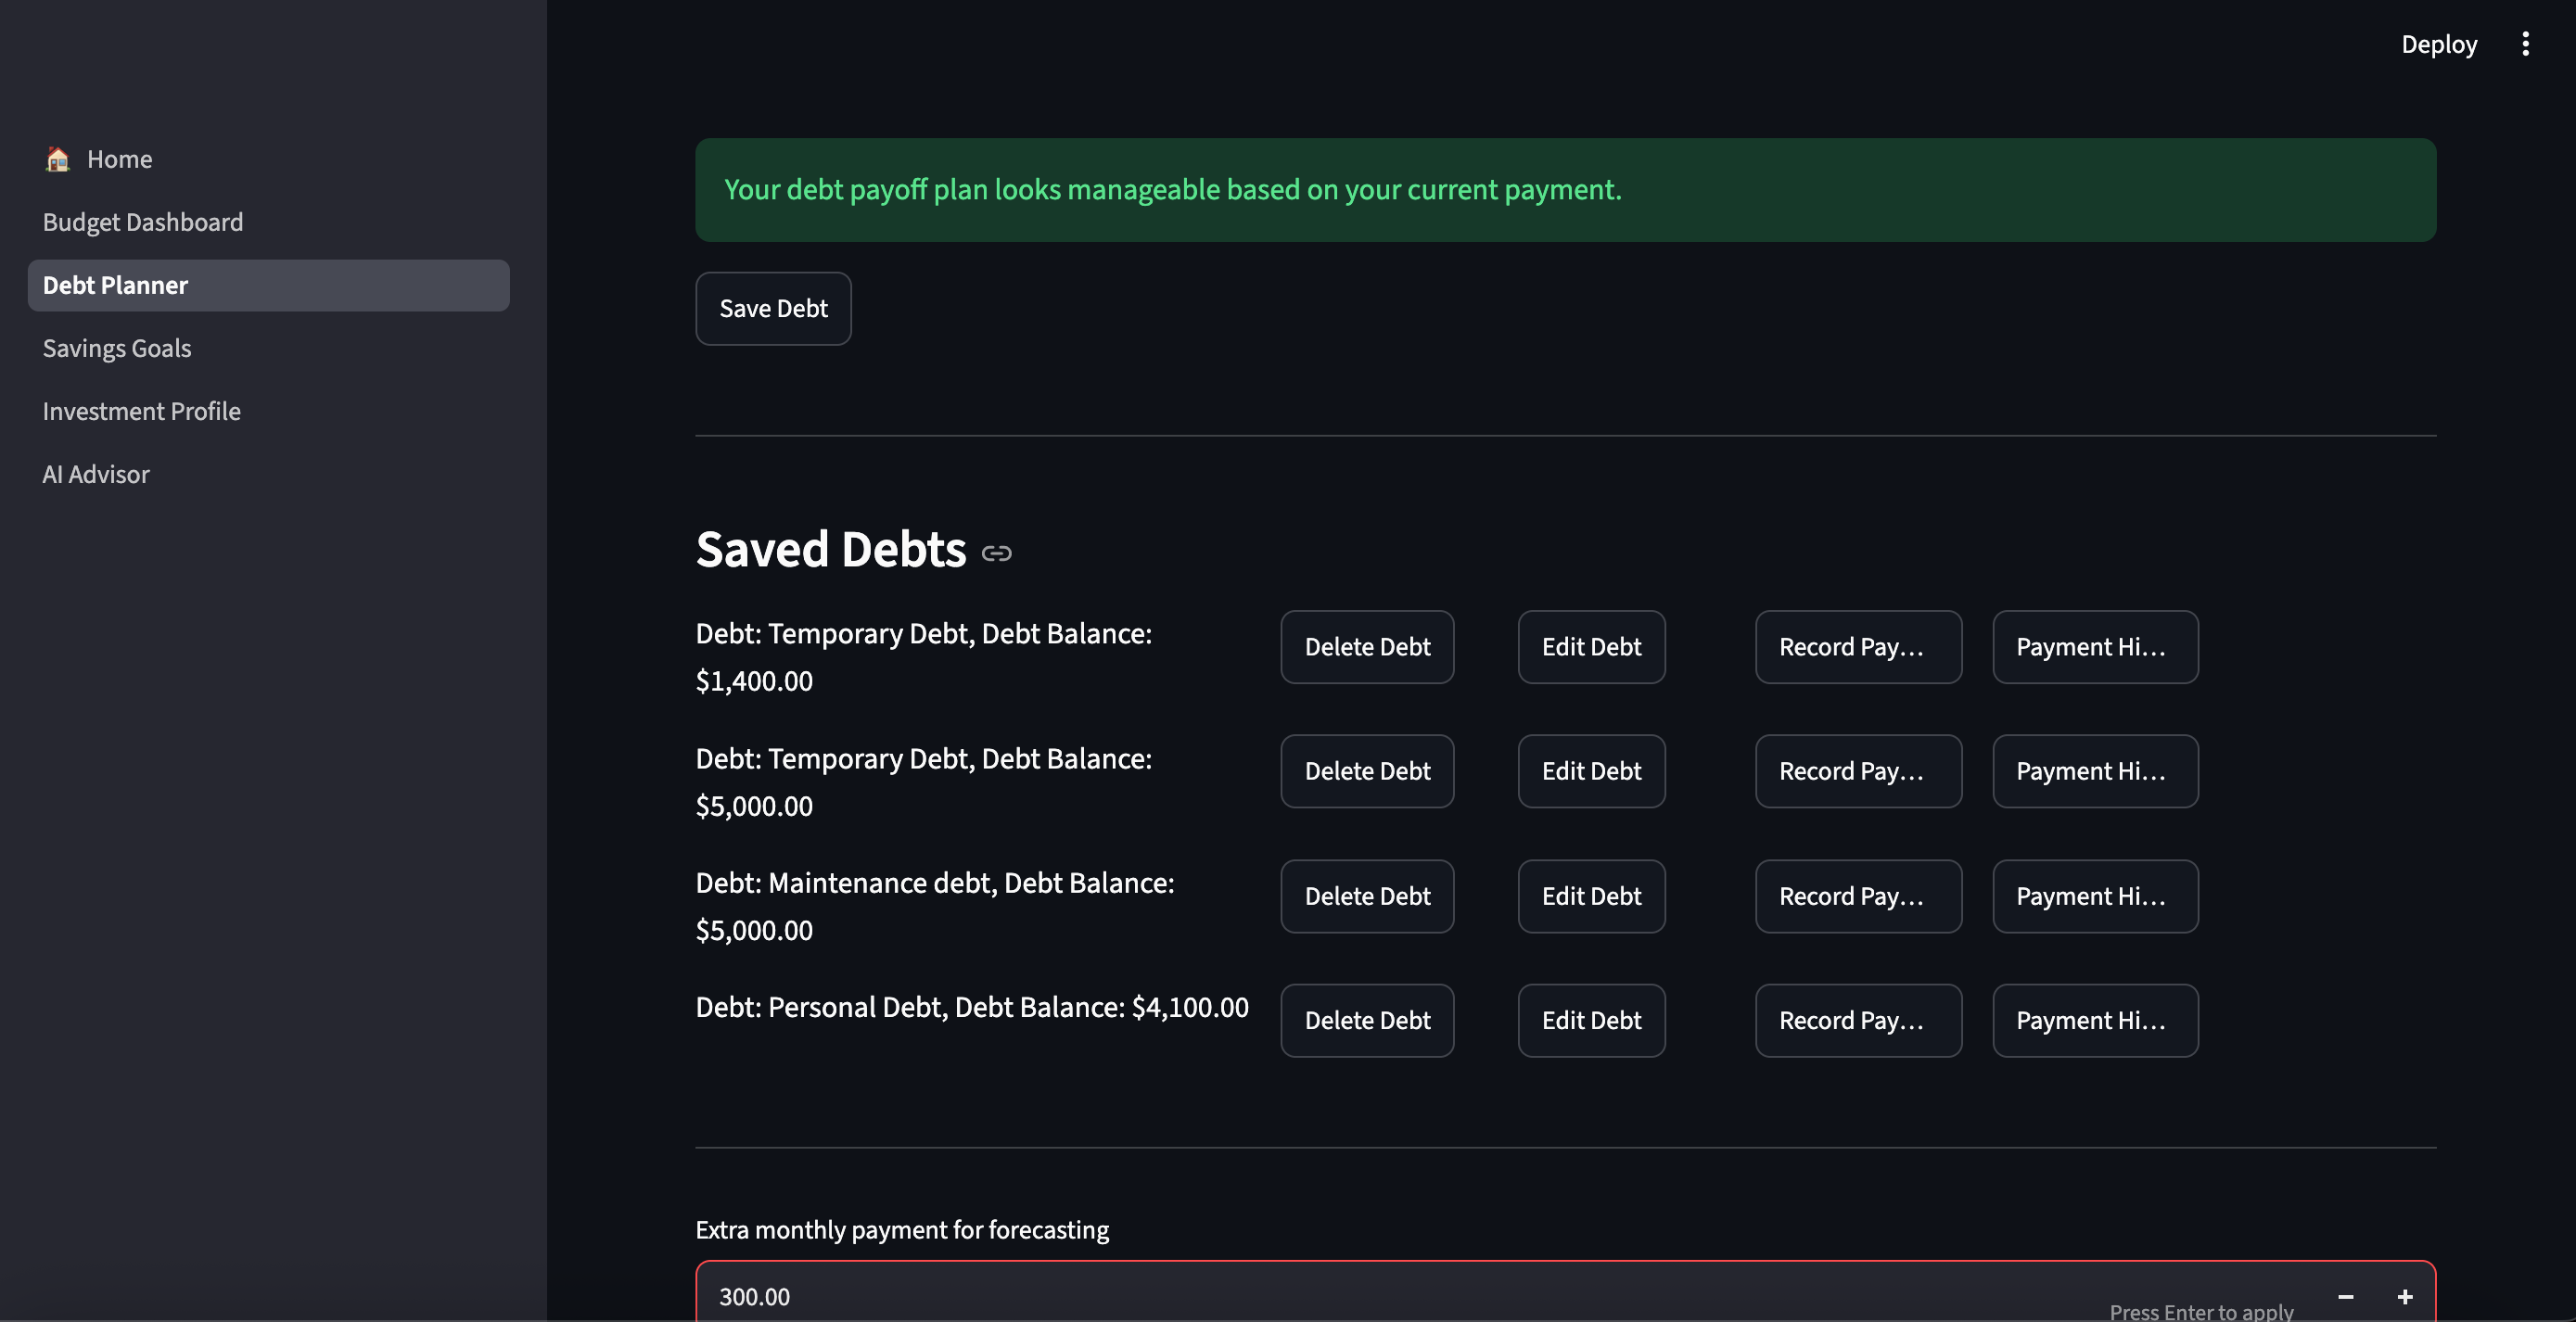 Deploy
Home
Budget Dashboard
Debt Planner
Savings Goals
Investment Profile
AI Advisor
Your debt payoff plan looks manageable based on your current payment.
Save Debt
Saved Debts
Debt: Temporary Debt, Debt Balance:
$1,400.00
Delete Debt
Edit Debt
Record Pay...
Payment Hi...
Debt: Temporary Debt, Debt Balance:
$5,000.00
Delete Debt
Edit Debt
Record Pay...
Payment Hi...
Debt: Maintenance debt, Debt Balance:
$5,000.00
Delete Debt
Edit Debt
Record Pay...
Payment Hi...
Debt: Personal Debt, Debt Balance: $4,100.00
Delete Debt
Edit Debt
Record Pay...
Payment Hi...
Extra monthly payment for forecasting
300.00
Press Enter to apply